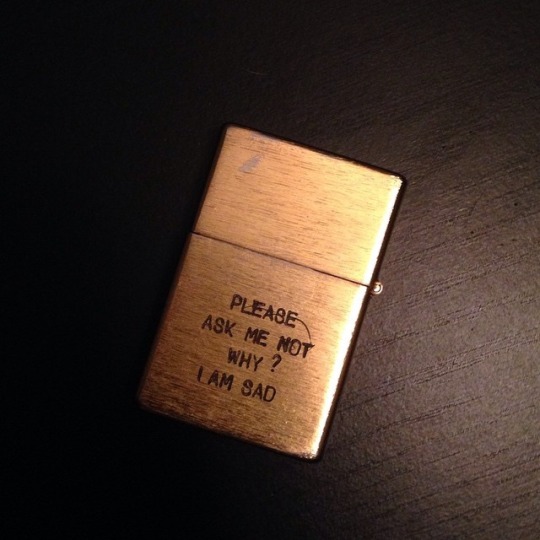 PLEASE
ASK ME NOT
WHY ?
I AM SAD